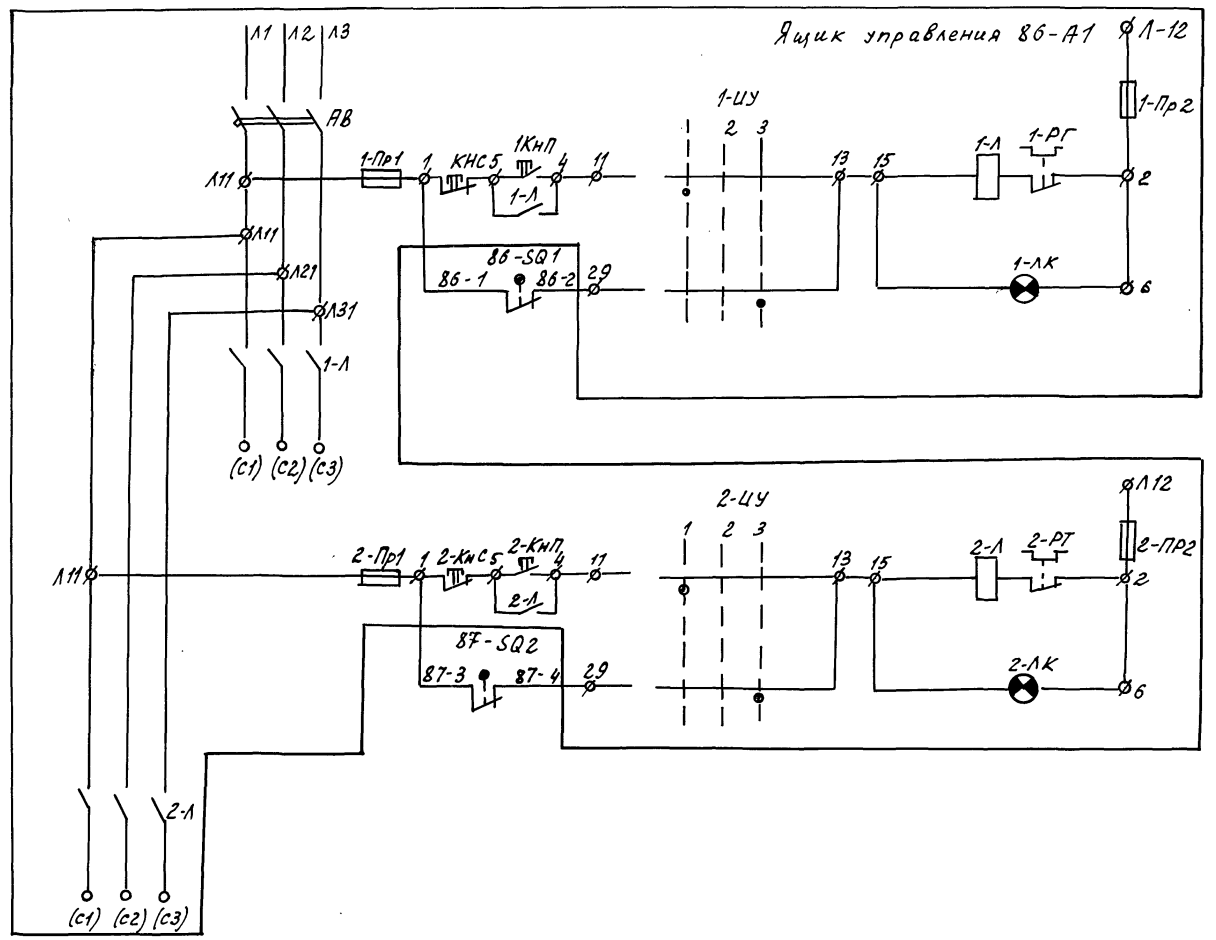 Л1 Л2 Л3
Ящик управления 86-А1
Л-12
АВ
1-Пр2
1-ИУ
2 3
1-Пр1
1
КНС
5
1КнП
4
11
13
15
1-Л
1-РГ
2
Л11
1-Л
Л11
Л21
Л31
86-SQ1
86-1
86-2
29
1-ЛК
6
1-Л
(С1) (С2) (С3)
Л12
2-ИУ
1 2 3
2-ПР2
Л11
2-Пр1
1
2-КнС
5
2-КнП
4
11
13
15
2-Л
2-РТ
2
2-Л
87-SQ2
87-3
87-4
29
2-ЛК
6
2-Л
(С1) (С2) (С3)